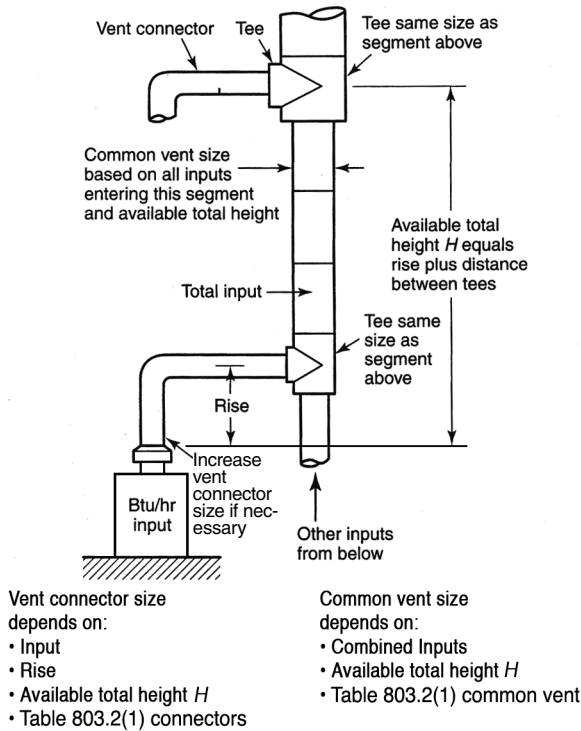 Vent connector
Tee
Tee same size as
segment above
Common vent size
based on all inputs
entering this segment
and available total height
Available total
height H equals
rise plus distance
between tees
Total input
Tee same
size as
segment
above
Rise
Increase
vent
connector
size if nec-
essary
Btu/hr
input
Other inputs
from below
Vent connector size
depends on:
• Input
• Rise
• Available total height H
• Table 803.2(1) connectors
Common vent size
depends on:
• Combined Inputs
• Available total height H
• Table 803.2(1) common vent